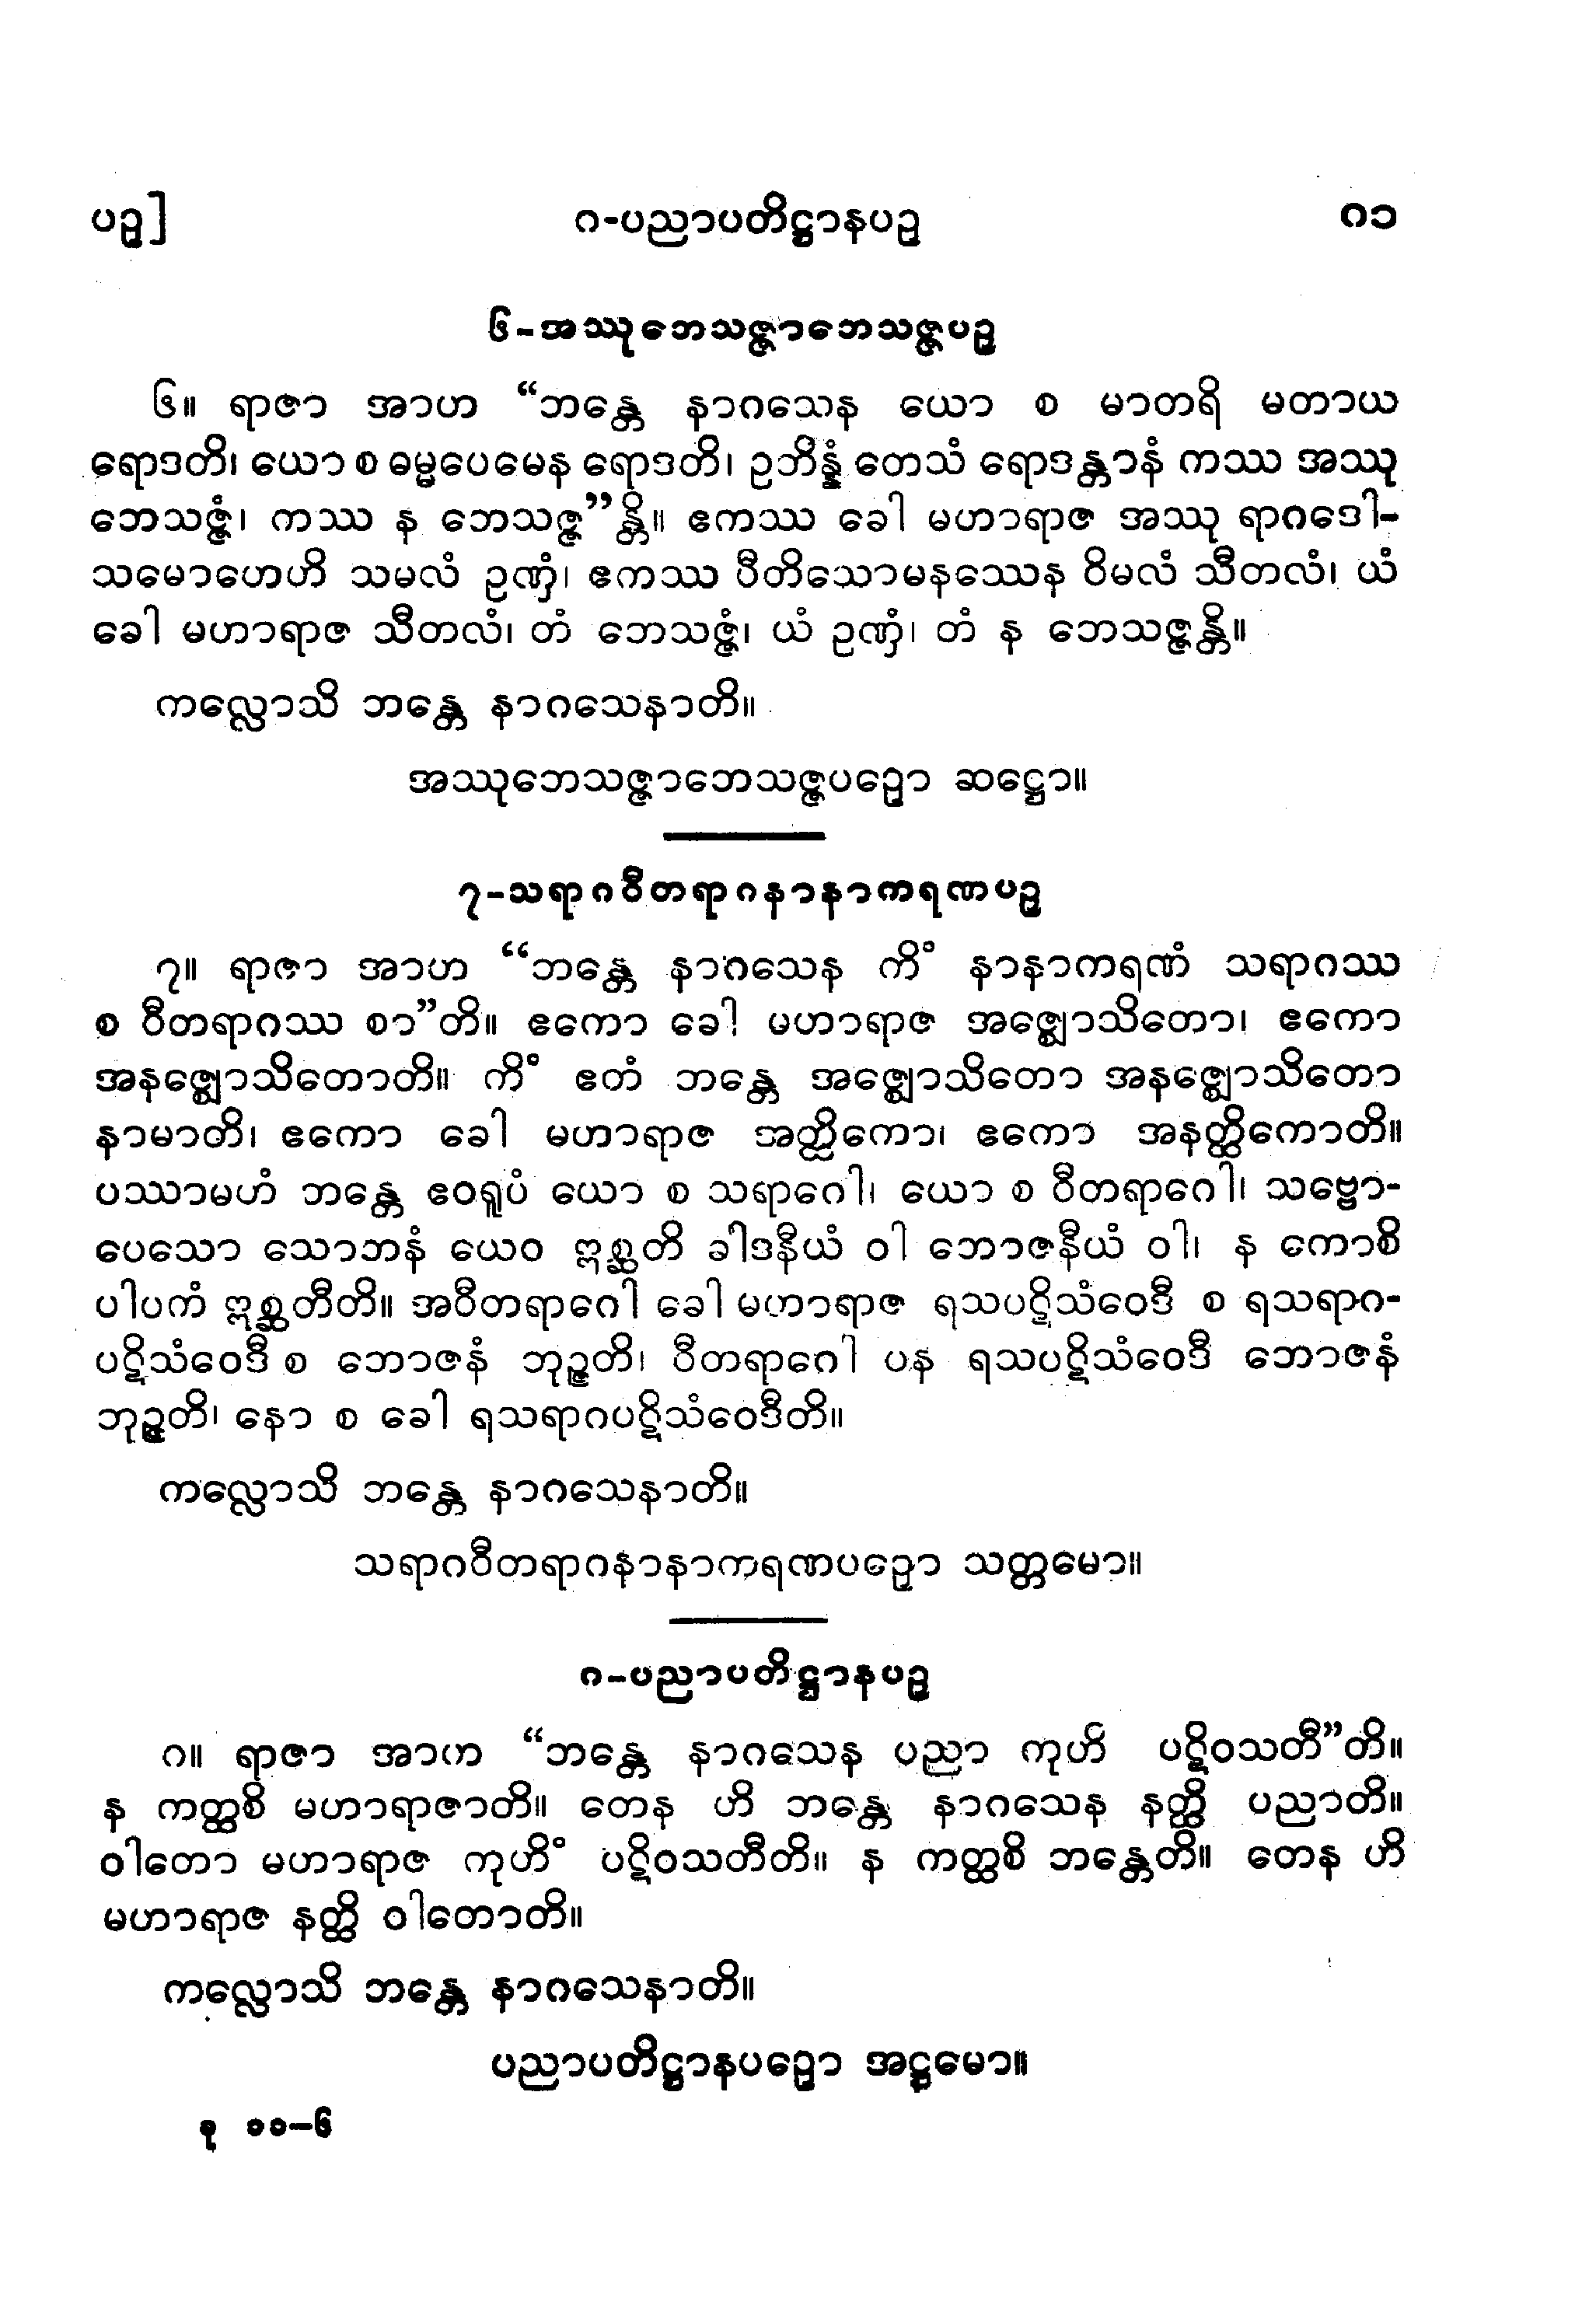 ပဥှ]
၈-ပညာပတိဋ္ဌာနပဥှ
၈၁
၆-အဿုဘေသဇ္ဇာဘေသဇ္ဇပဥှ
၆။ ရာဇာ အာဟ “ဘန္တေ နာဂသေန ယော စ မာတရိ မတာယ
ရောဒတိ၊ ယော စ ဓမ္မပေမေန ရောဒတိ၊ ဥဘိန္နံ တေသံ ရောဒန္တာနံ ကဿ အဿု
ဘေသဇ္ဇံ၊ ကဿ န ဘေသဇ္ဇ”န္တိ။ ဧကဿ ခေါ မဟာရာဇ အဿု ရာဂဒေါ-
သမောဟေဟိ သမလံ ဥဏှံ၊ ဧကဿ ပီတိသောမနဿေန ဝိမလံ သီတလံ၊ ယံ
ခေါ မဟာရာဇ သီတလံ၊ တံ ဘေသဇ္ဇံ၊ ယံ ဥဏှံ၊ တံ န ဘေသဇ္ဇန္တိ။
ကလ္လောသိ ဘန္တေ နာဂသေနာတိ။
အဿုဘေသဇ္ဇာဘေသဇ္ဇပဥှော ဆဋ္ဌော။
၇-သရာဂဝီတရာဂနာနာကရဏပဥှ
၇။ ရာဇာ အာဟ “ဘန္တေ နာဂသေန ကိံ နာနာကရဏံ သရာဂဿ
စ ဝီတရာဂဿ စာ”တိ။ ဧကော ခေါ မဟာရာဇ အဇ္ဈောသိတော၊ ဧကော
အနဇ္ဈောသိတောတိ။ ကိံ ဧတံ ဘန္တေ အဇ္ဈောသိတော အနဇ္ဈောသိတော
နာမာတိ၊ ဧကော ခေါ မဟာရာဇ အတ္ထိကော၊ ဧကော အနတ္ထိကောတိ။
ပဿာမဟံ ဘန္တေ ဧဝရူပံ ယော စ သရာဂေါ၊ ယော စ ဝီတရာဂေါ၊ သဗ္ဗော-
ပေသော သောဘနံ ယေဝ ဣစ္ဆတိ ခါဒနီယံ ဝါ ဘောဇနီယံ ဝါ၊ န ကောစိ
ပါပကံ ဣစ္ဆတီတိ။ အဝီတရာဂေါ ခေါ မဟာရာဇ ရသပဋိသံဝေဒီ စ ရသရာဂ-
ပဋိသံဝေဒီ စ ဘောဇနံ ဘုဉ္ဇတိ၊ ဝီတရာဂေါ ပန ရသပဋိသံဝေဒီ ဘောဇနံ
ဘုဉ္ဇတိ၊ နော စ ခေါ ရသရာဂပဋိသံဝေဒီတိ။
ကလ္လောသိ ဘန္တေ နာဂသေနာတိ။
သရာဂဝီတရာဂနာနာကရဏပဥှော သတ္တမော။
၈-ပညာပတိဋ္ဌာနပဥှ
၈။ ရာဇာ အာဟ “ဘန္တေ နာဂသေန ပညာ ကုဟိ ပဋိဝသတီ”တိ။
န ကတ္ထစိ မဟာရာဇာတိ။ တေန ဟိ ဘန္တေ နာဂသေန နတ္ထိ ပညာတိ။
ဝါတော မဟာရာဇ ကုဟိံ ပဋိဝသတီတိ။ န ကတ္ထစိ ဘန္တေတိ။ တေန ဟိ
မဟာရာဇ နတ္ထိ ဝါတောတိ။
ကလ္လောသိ ဘန္တေ နာဂသေနာတိ။
ပညာပတိဋ္ဌာနပဥှော အဋ္ဌမော။
ခု ၁၁-၆